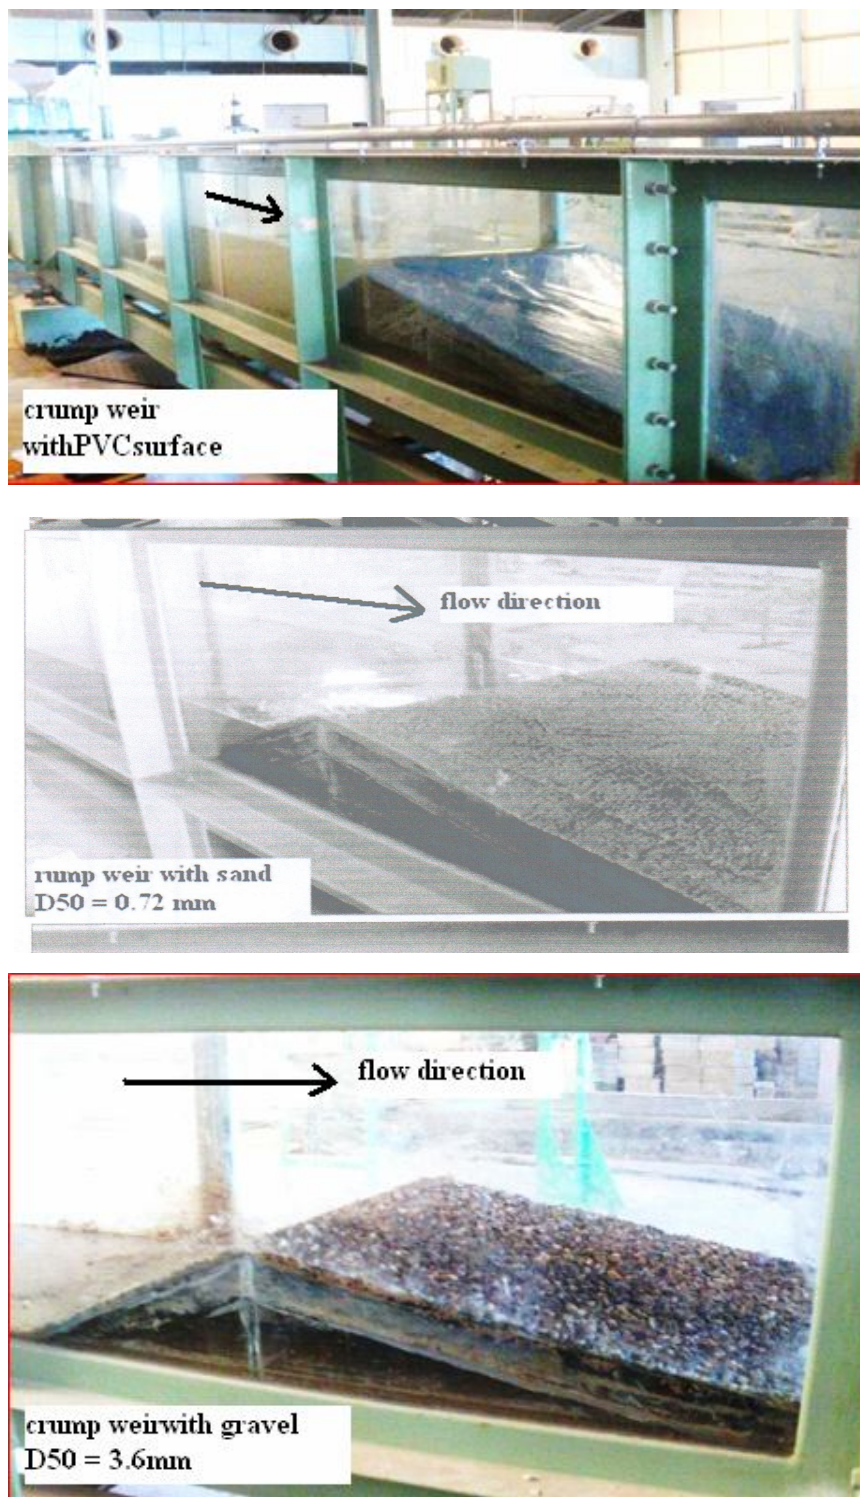 crump weir
withPVCsurface
flow direction
rump weir with sand
D50 = 0.72 mm
flow direction
crump weirwith gravel
D50 = 3.6mm